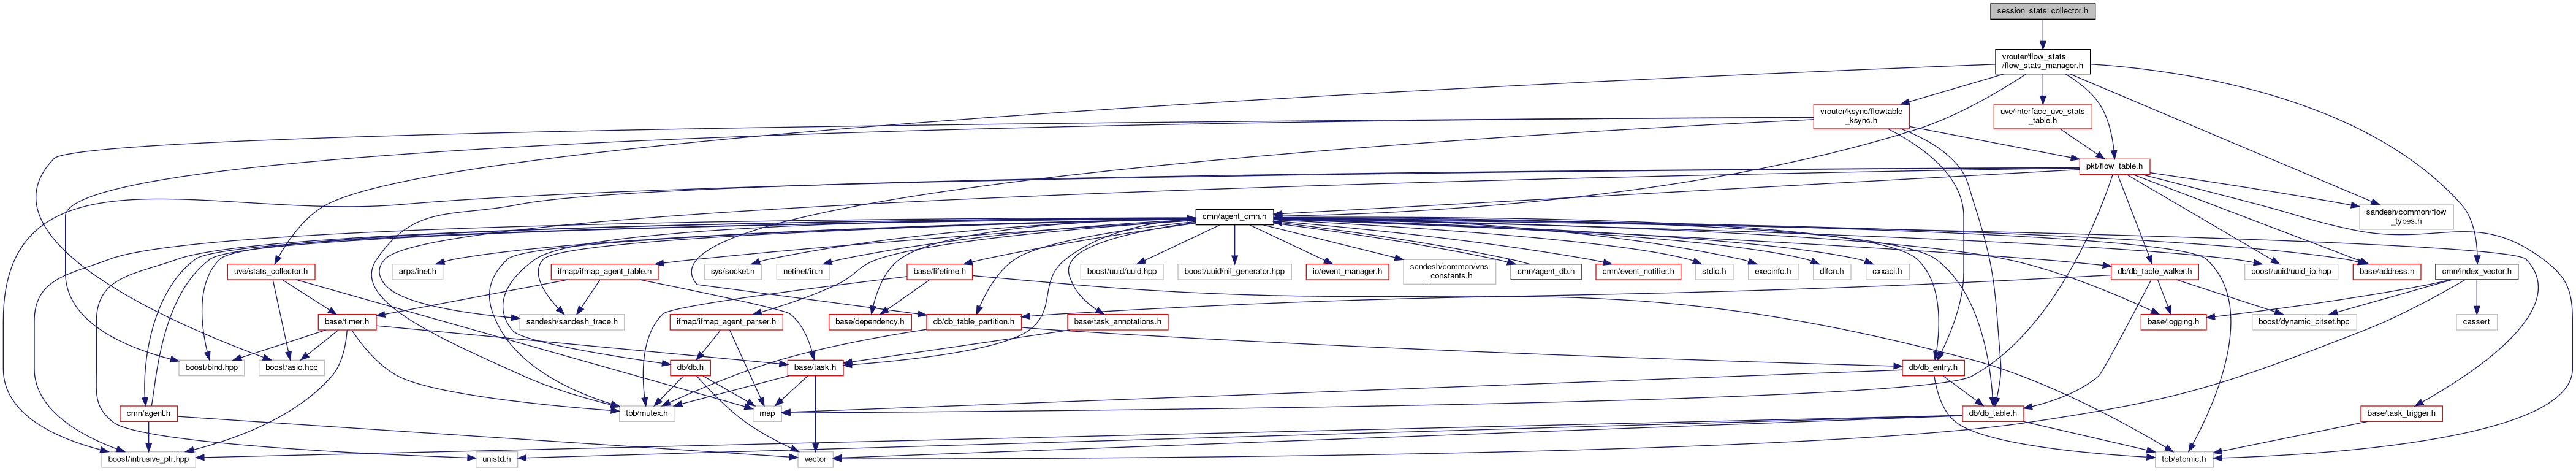 session_stats_collector.h
vrouter/flow_stats
/flow_stats_manager.h
vrouter/ksync/flowtable
_ksync.h
uve/interface_uve_stats
_table.h
pkt/flow_table.h
cmn/agent_cmn.h
sandesh/common/flow
_types.h
uve/stats_collector.h
arpa/inet.h
ifmap/ifmap_agent_table.h
sys/socket.h
netinet/in.h
base/lifetime.h
boost/uuid/uuid.hpp
boost/uuid/nil_generator.hpp
io/event_manager.h
sandesh/common/vns
_constants.h
cmn/agent_db.h
cmn/event_notifier.h
stdio.h
execinfo.h
dlfcn.h
cxxabi.h
db/db_table_walker.h
boost/uuid/uuid_io.hpp
base/address.h
cmn/index_vector.h
base/timer.h
sandesh/sandesh_trace.h
ifmap/ifmap_agent_parser.h
base/dependency.h
db/db_table_partition.h
base/task_annotations.h
base/logging.h
boost/dynamic_bitset.hpp
cassert
boost/bind.hpp
boost/asio.hpp
db/db.h
base/task.h
db/db_entry.h
cmn/agent.h
tbb/mutex.h
map
db/db_table.h
base/task_trigger.h
boost/intrusive_ptr.hpp
unistd.h
vector
tbb/atomic.h